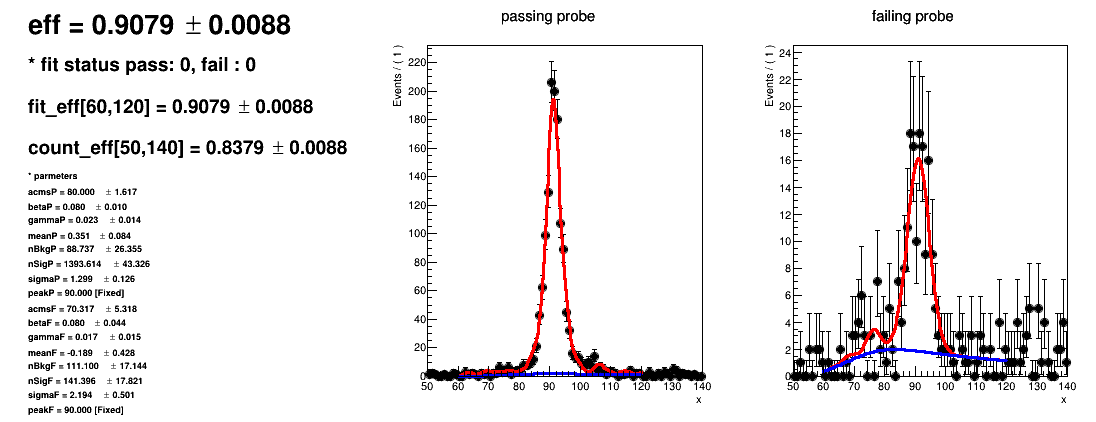 eff = 0.9079 ± 0.0088
* fit status pass: 0, fail : 0
fit_eff[60,120] = 0.9079 ± 0.0088
count_eff[50,140] = 0.8379 ± 0.0088
* parmeters
acmsP = 80.000 ± 1.617
betaP = 0.080 ± 0.010
gammaP = 0.023 ± 0.014
meanP = 0.351 ± 0.084
nBkgP = 88.737 ± 26.355
nSigP = 1393.614 ± 43.326
sigmaP = 1.299 ± 0.126
peakP = 90.000 [Fixed]
acmsF = 70.317 ± 5.318
betaF = 0.080 ± 0.044
gammaF = 0.017 ± 0.015
meanF = -0.189 ± 0.428
nBkgF = 111.100 ± 17.144
nSigF = 141.396 ± 17.821
sigmaF = 2.194 ± 0.501
peakF = 90.000 [Fixed]
passing probe
Events / ( 1 )
220
200
180
160
140
120
100
80
60
40
20
0
50 60 70 80 90 100 110 120 130 140
x
failing probe
Events / ( 1 )
24
22
20
18
16
14
12
10
8
6
4
2
0
50 60 70 80 90 100 110 120 130 140
x